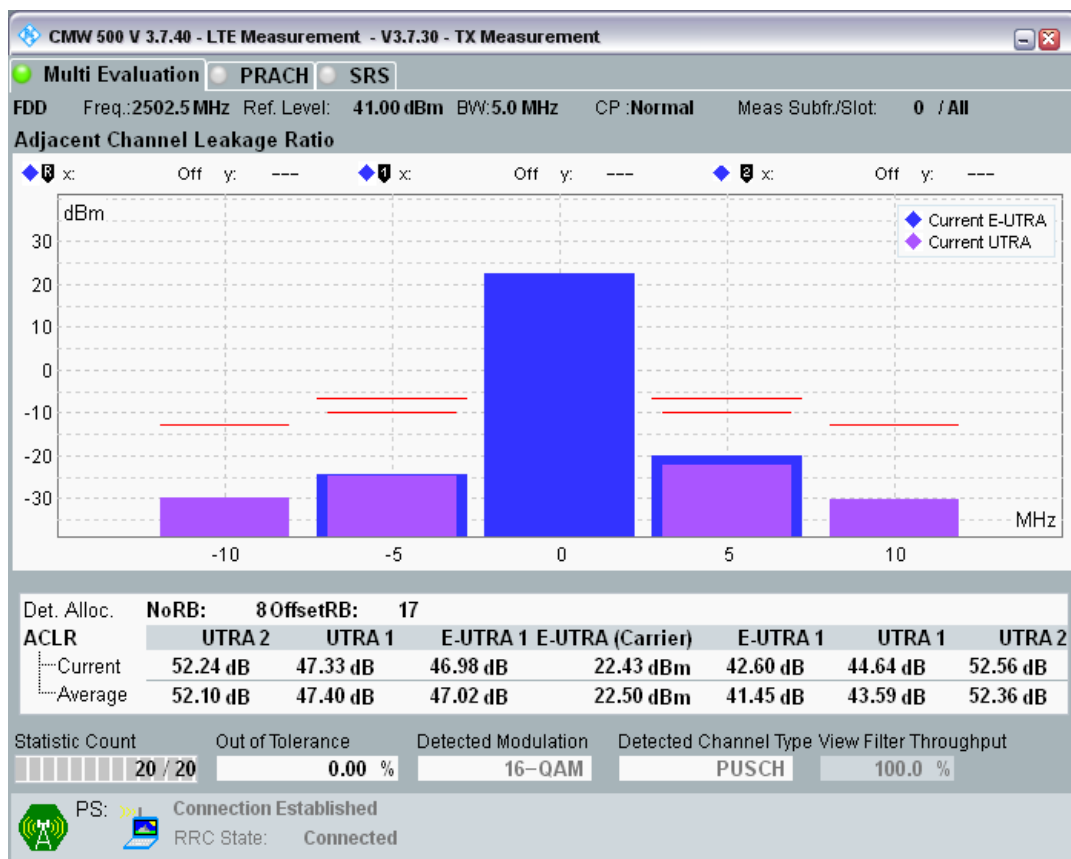 CMW 500 V 3.7.40 - LTE Measurement - V3.7.30 - TX Measurement
Multi Evaluation PRACH SRS
FDD Freq.:2502.5 MHz Ref. Level: 41.00 dBm BW:5.0 MHz CP :Normal Meas Subfr./Slot: 0 / All
Adjacent Channel Leakage Ratio
R x: Off y: --- 1 x: Off y: --- 2 x: Off y: ---
dBm
Current E-UTRA
Current UTRA
30
20
10
0
-10
-20
-30
MHz
-10 -5 0 5 10
Det. Alloc. NoRB: 8 OffsetRB: 17
ACLR UTRA 2 UTRA 1 E-UTRA 1 E-UTRA (Carrier) E-UTRA 1 UTRA 1 UTRA 2
Current 52.24 dB 47.33 dB 46.98 dB 22.43 dBm 42.60 dB 44.64 dB 52.56 dB
Average 52.10 dB 47.40 dB 47.02 dB 22.50 dBm 41.45 dB 43.59 dB 52.36 dB
Statistic Count Out of Tolerance Detected Modulation Detected Channel Type View Filter Throughput
20 / 20 0.00 % 16-QAM PUSCH 100.0 %
PS: Connection Established
RRC State: Connected